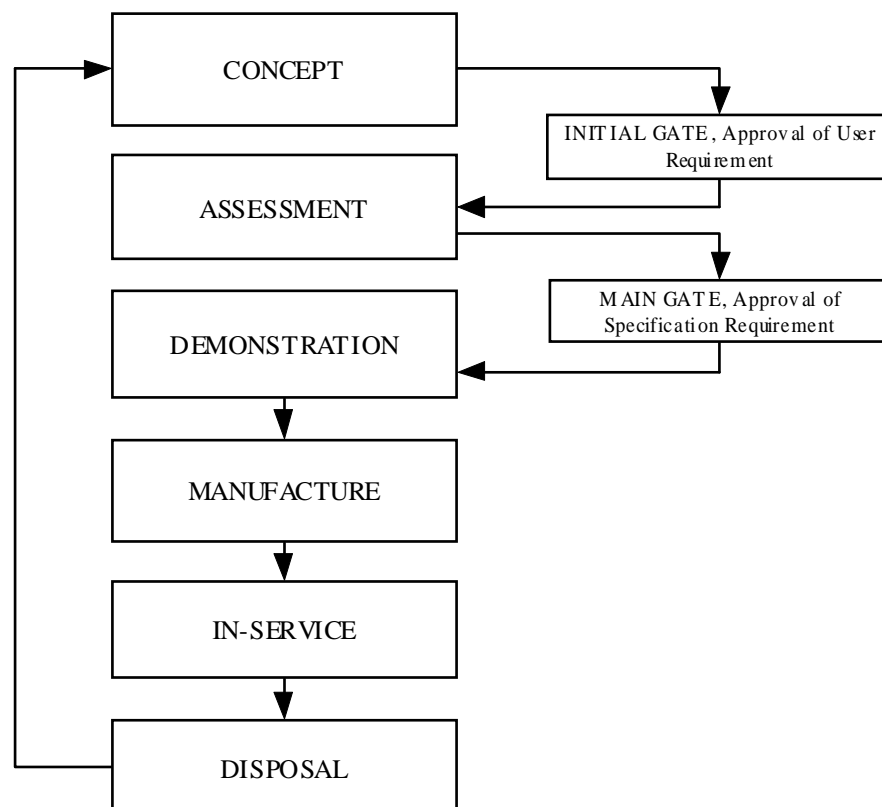 CONCEPT
INITIAL GATE, Approval of User
Requirement
ASSESSMENT
MAIN GATE, Approval of
Specification Requirement
DEMONSTRATION
MANUFACTURE
IN-SERVICE
DISPOSAL